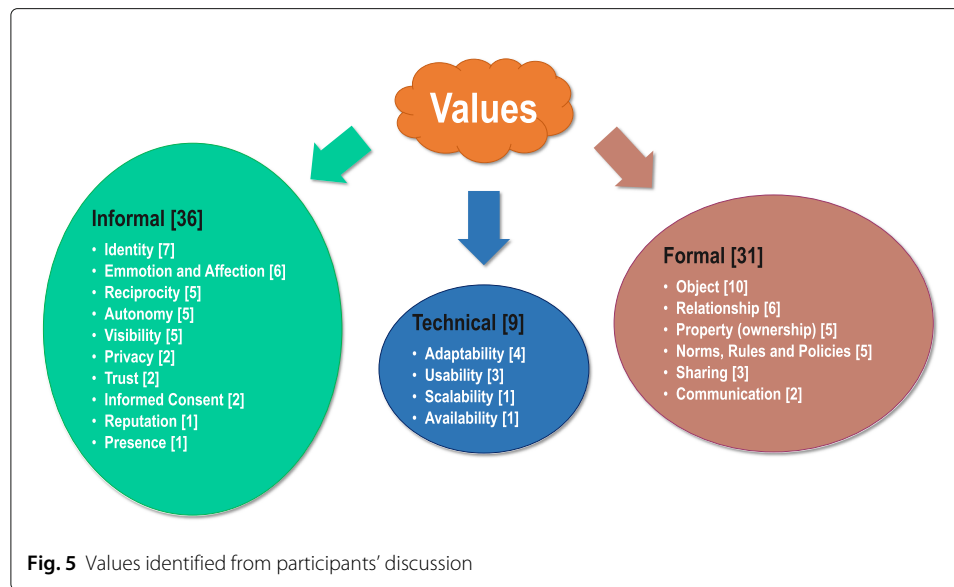 Values
Informal [36]
• Identity [7]
• Emmotion and Affection [6]
• Reciprocity [5]
• Autonomy [5]
• Visibility [5]
• Privacy [2]
• Trust [2]
• Informed Consent [2]
• Reputation [1]
• Presence [1]
Technical [9]
• Adaptability [4]
• Usability [3]
• Scalability [1]
• Availability [1]
Formal [31]
• Object [10]
• Relationship [6]
• Property (ownership) [5]
• Norms, Rules and Policies [5]
• Sharing [3]
• Communication [2]
Fig. 5 Values identified from participants’ discussion